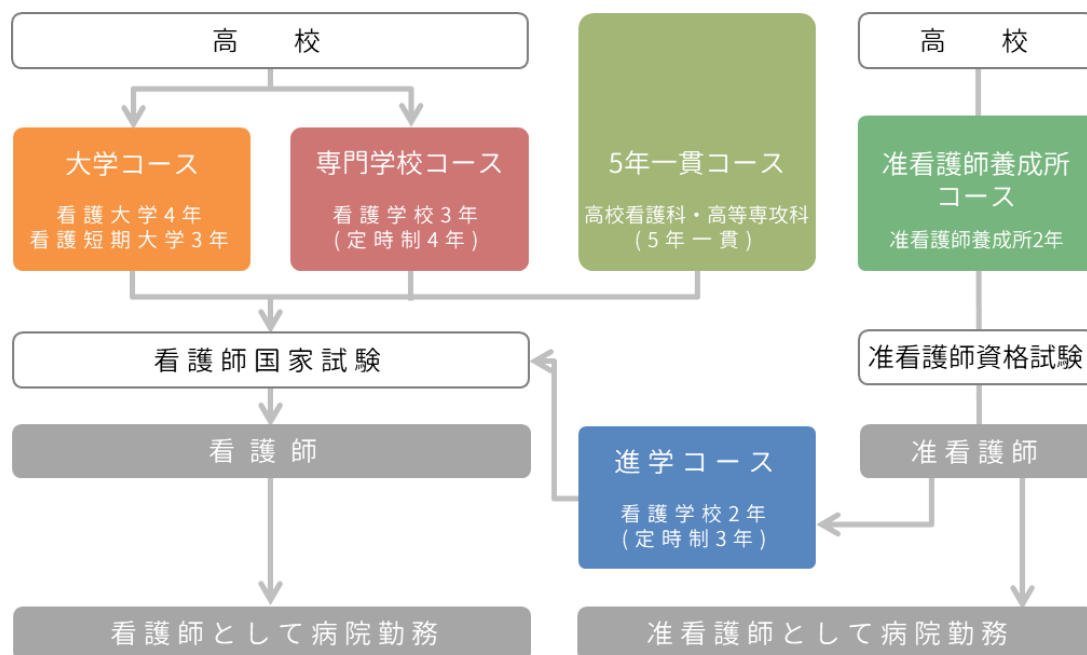 高 校
高 校
大学コース
看護大学4年
看護短期大学3年
専門学校コース
看護学校3年
(定時制4年)
5年一貫コース
高校看護科・高等専攻科
(5年一貫)
准看護師養成所
コース
准看護師養成所2年
看護師国家試験
准看護師資格試験
看護師
准看護師
進学コース
看護学校2年
(定時制3年)
看護師として病院勤務
准看護師として病院勤務